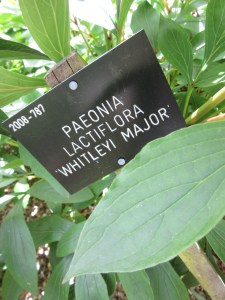 2008-787
PAEONIA
LACTIFLORA
'WHITLEYI MAJOR'